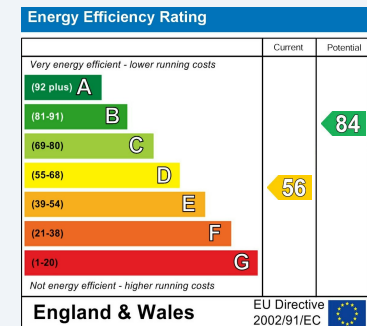 Energy Efficiency Rating
Current Potential
Very energy efficient - lower running costs
(92 plus) A
(81-91) B
84
(69-80) C
(55-68) D
56
(39-54) E
(21-38) F
(1-20) G
Not energy efficient - higher running costs
England & Wales
EU Directive
2002/91/EC